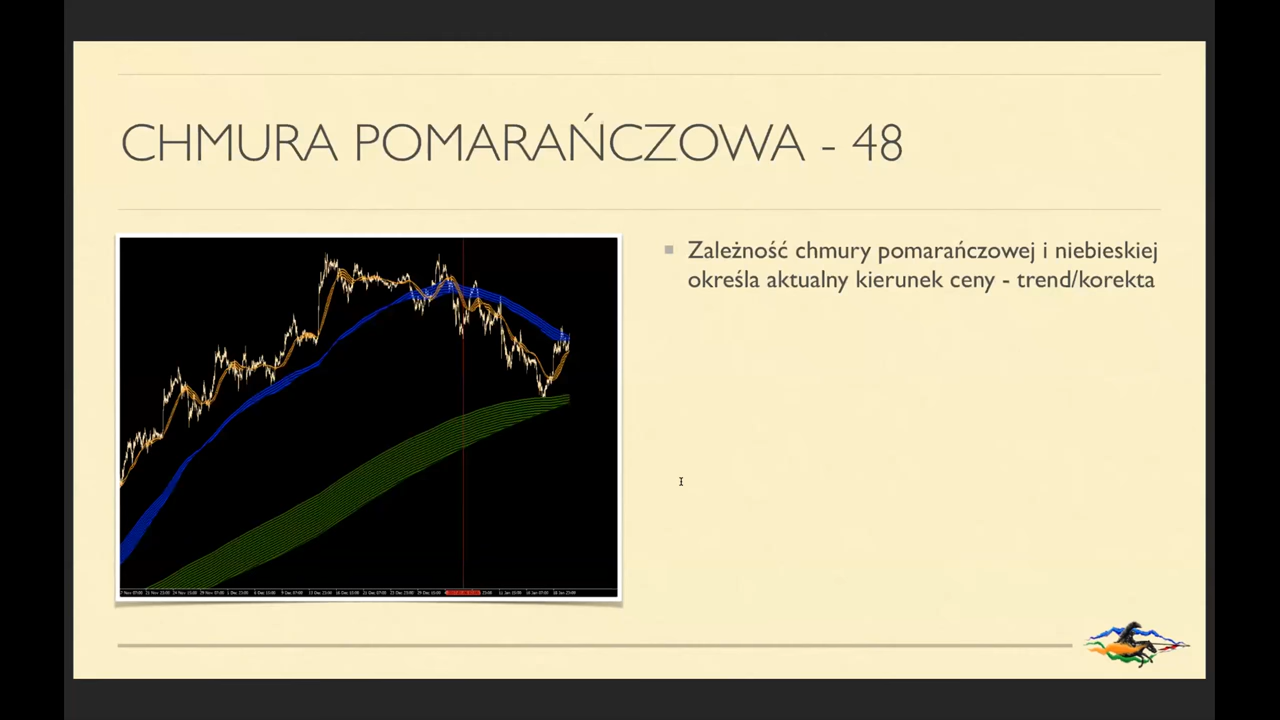 CHMURA POMARAŃCZOWA - 48
Zależność chmury pomarańczowej i niebieskiej
określa aktualny kierunek ceny - trend/korekta